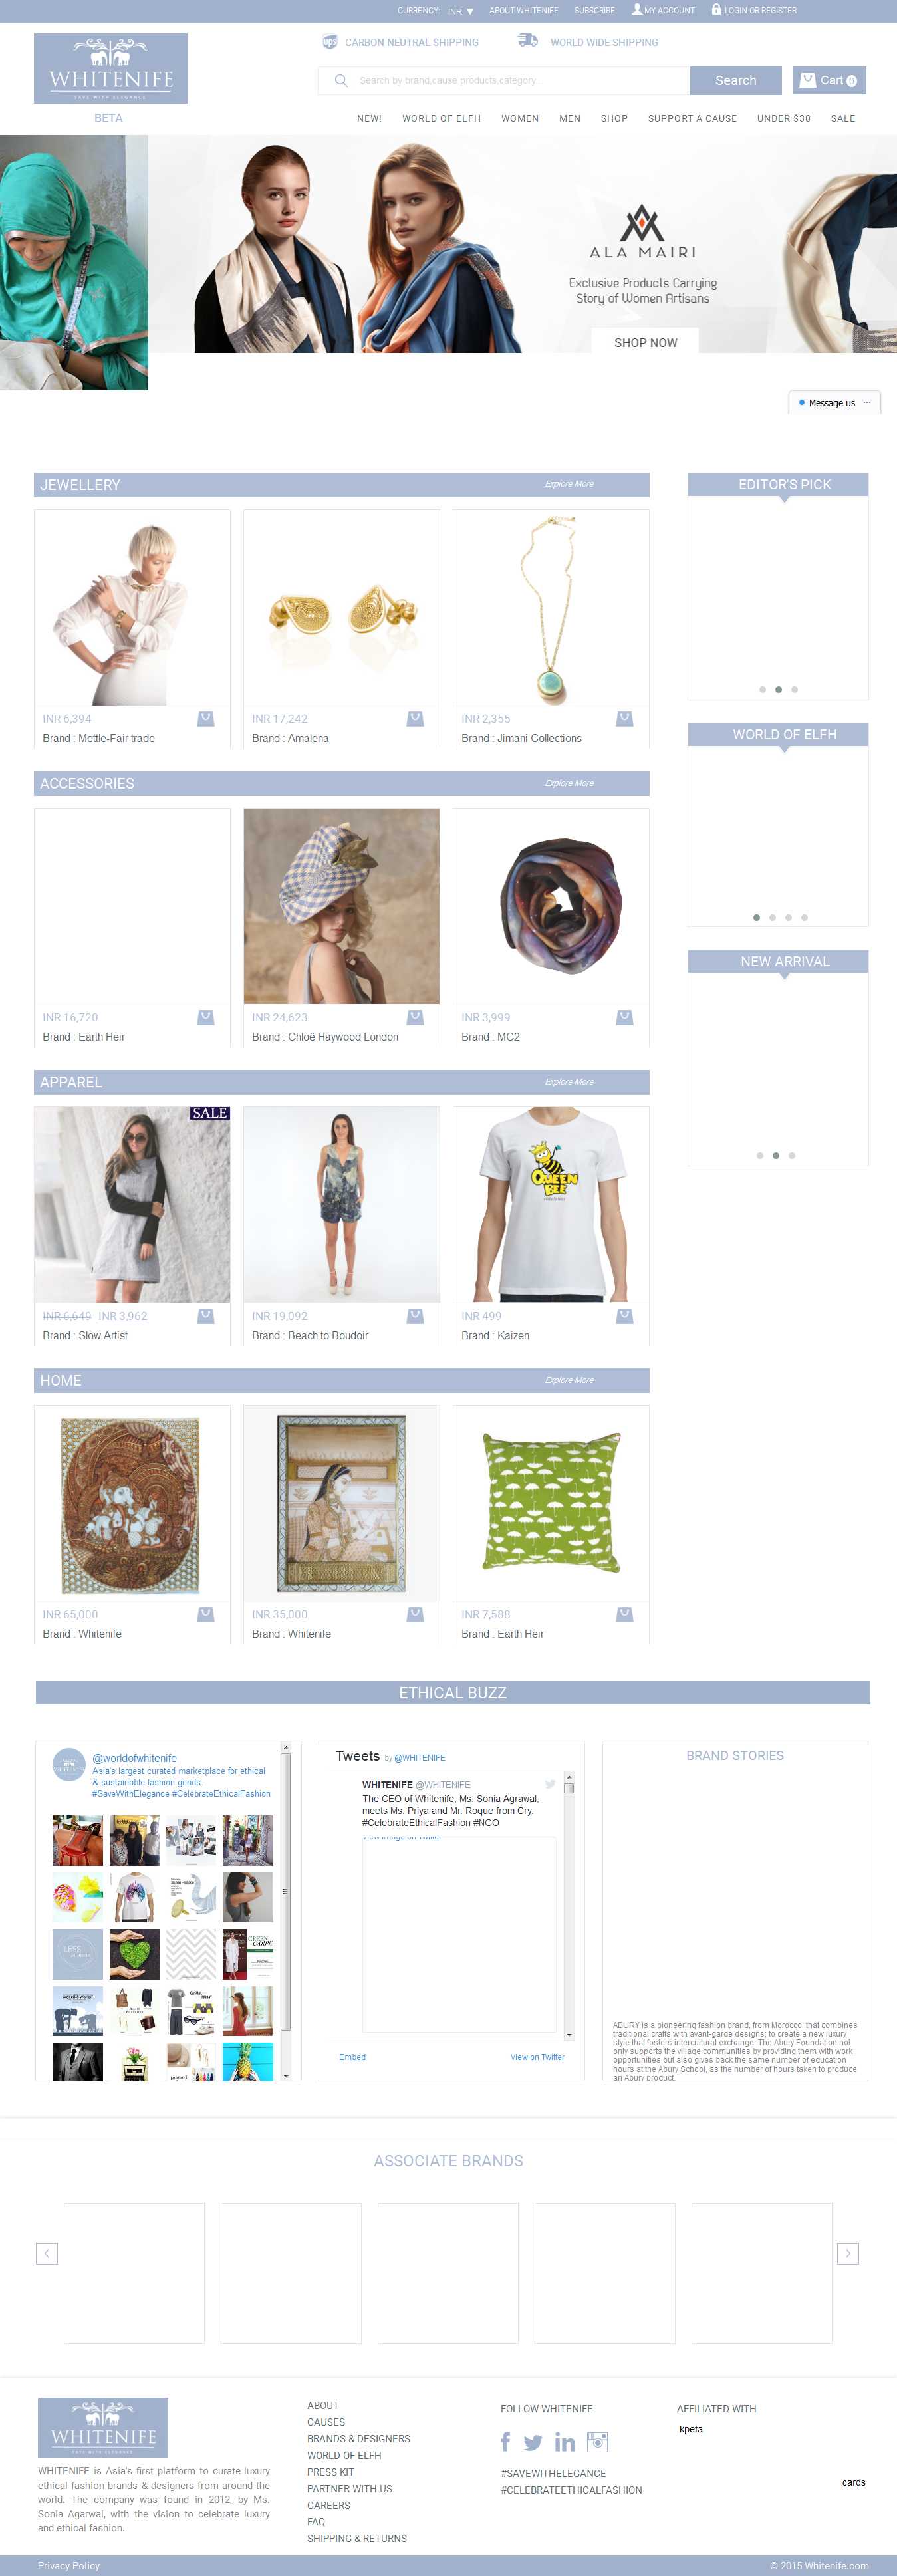 CURRENCY: INR ▼ ABOUT WHITENIFE SUBSCRIBE MY ACCOUNT LOGIN OR REGISTER
WHITENIFE
SAVE WITH ELEGANCE
BETA
UPS CARBON NEUTRAL SHIPPING WORLD WIDE SHIPPING
Search by brand,cause,products,category..
Search
Cart 0
NEW! WORLD OF ELFH WOMEN MEN SHOP SUPPORT A CAUSE UNDER $30 SALE
ALA MAIRI
Exclusive Products Carrying
Story of Women Artisans
SHOP NOW
Message us ...
JEWELLERY Explore More
INR 6,394
Brand : Mettle-Fair trade
INR 17,242
Brand : Amalena
INR 2,355
Brand : Jimani Collections
EDITOR'S PICK
WORLD OF ELFH
NEW ARRIVAL
ACCESSORIES Explore More
INR 16,720
Brand : Earth Heir
INR 24,623
Brand : Chloë Haywood London
INR 3,999
Brand : MC2
APPAREL Explore More
SALE
INR 6,649 INR 3,962
Brand : Slow Artist
INR 19,092
Brand : Beach to Boudoir
QUEEN
BEE
INR 499
Brand : Kaizen
HOME Explore More
INR 65,000
Brand : Whitenife
INR 35,000
Brand : Whitenife
INR 7,588
Brand : Earth Heir
ETHICAL BUZZ
@worldofwhitenife
Asia's largest curated marketplace for ethical
& sustainable fashion goods.
#SaveWithElegance #CelebrateEthicalFashion
LESS
GREEN
CARPE
CASUAL
FRIDAY
Tweets by @WHITENIFE
WHITENIFE @WHITENIFE
The CEO of Whitenife, Ms. Sonia Agrawal,
meets Ms. Priya and Mr. Roque from Cry.
#CelebrateEthicalFashion #NGO
View image on Twitter
Embed View on Twitter
BRAND STORIES
ABURY is a pioneering fashion brand, from Morocco, that combines
traditional crafts with avant-garde designs; to create a new luxury
style that fosters intercultural exchange. The Abury Foundation not
only supports the village communities by providing them with work
opportunities but also gives back the same number of education
hours at the Abury School, as the number of hours taken to produce
an Abury product.
ASSOCIATE BRANDS
WHITENIFE
SAVE WITH ELEGANCE
WHITENIFE is Asia's first platform to curate luxury
ethical fashion brands & designers from around the
world. The company was found in 2012, by Ms.
Sonia Agarwal, with the vision to celebrate luxury
and ethical fashion.
ABOUT
CAUSES
BRANDS & DESIGNERS
WORLD OF ELFH
PRESS KIT
PARTNER WITH US
CAREERS
FAQ
SHIPPING & RETURNS
FOLLOW WHITENIFE
#SAVEWITHELEGANCE
#CELEBRATEETHICALFASHION
AFFILIATED WITH
kpeta
cards
Privacy Policy © 2015 Whitenife.com